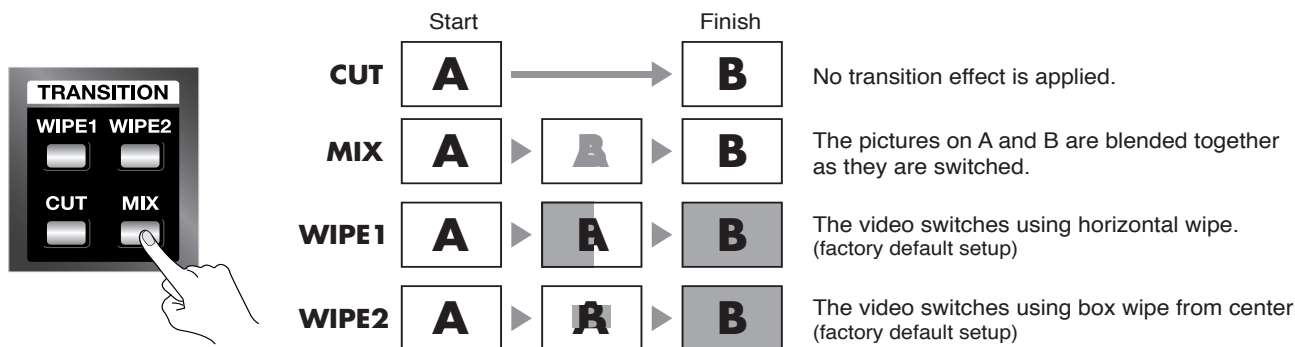 Start Finish
TRANSITION
WIPE1 WIPE2
CUT MIX
CUT A B No transition effect is applied.
MIX A A B B The pictures on A and B are blended together
as they are switched.
WIPE1 A B A B The video switches using horizontal wipe.
(factory default setup)
WIPE2 A B A B The video switches using box wipe from center
(factory default setup)